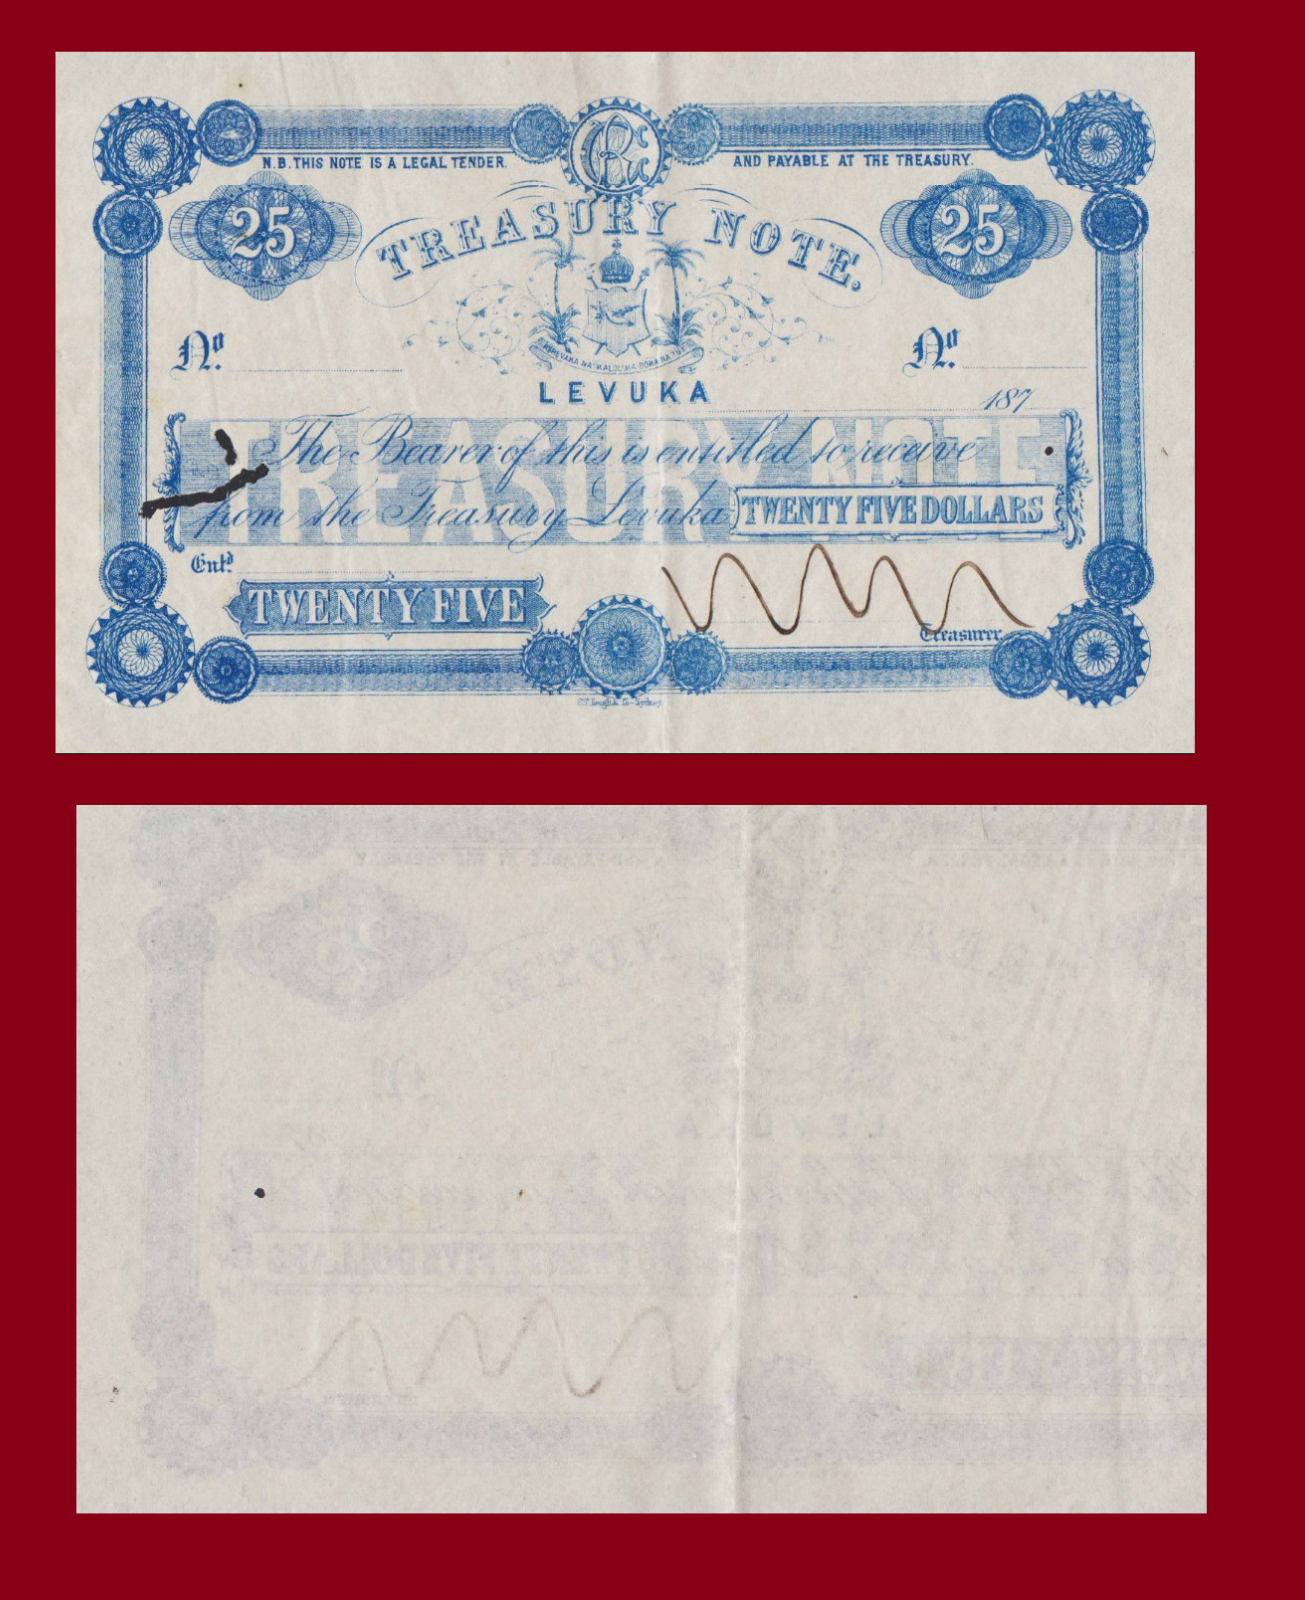 N.B. THIS NOTE IS A LEGAL TENDER.
AND PAYABLE AT THE TREASURY.
CR
25
25
TREASURY NOTE.
No.
No.
LEVUKA
187
TREASURY NOTE
The Bearer of this is entitled to receive
from the Treasury Levuka TWENTY FIVE DOLLARS
Entd.
TWENTY FIVE
Treasurer
Sydney